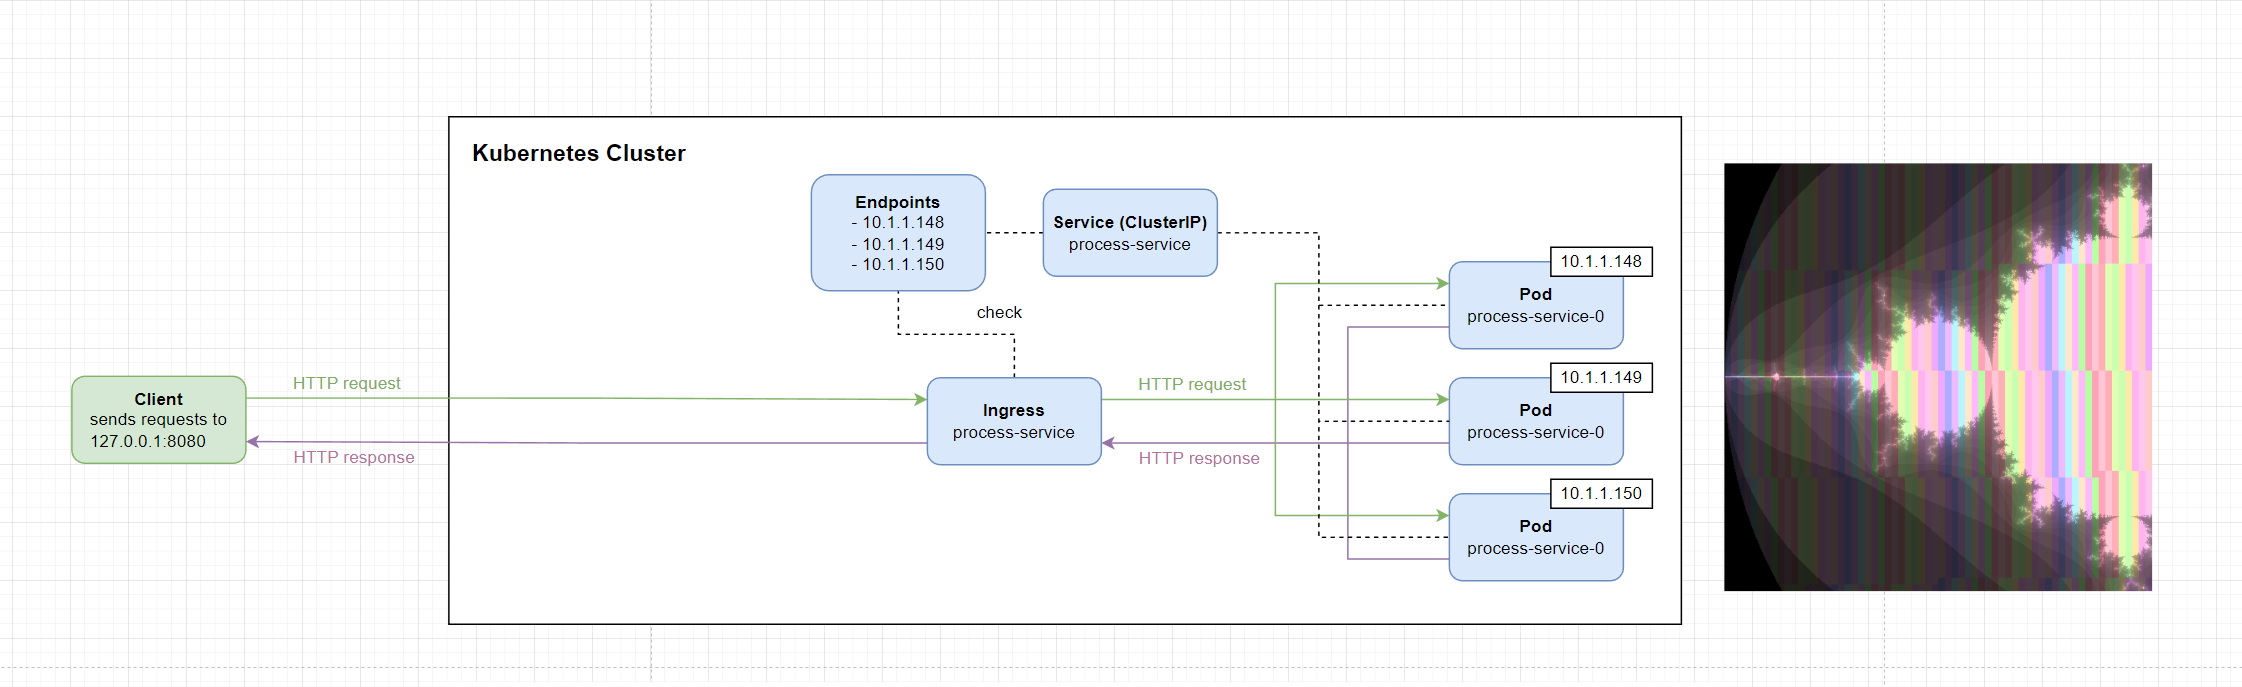 Kubernetes Cluster
Endpoints
- 10.1.1.148
- 10.1.1.149
- 10.1.1.150
Service (ClusterIP)
process-service
check
10.1.1.148
Pod
process-service-0
Client
sends requests to
127.0.0.1:8080
HTTP request
HTTP response
Ingress
process-service
HTTP request
HTTP response
10.1.1.149
Pod
process-service-0
10.1.1.150
Pod
process-service-0